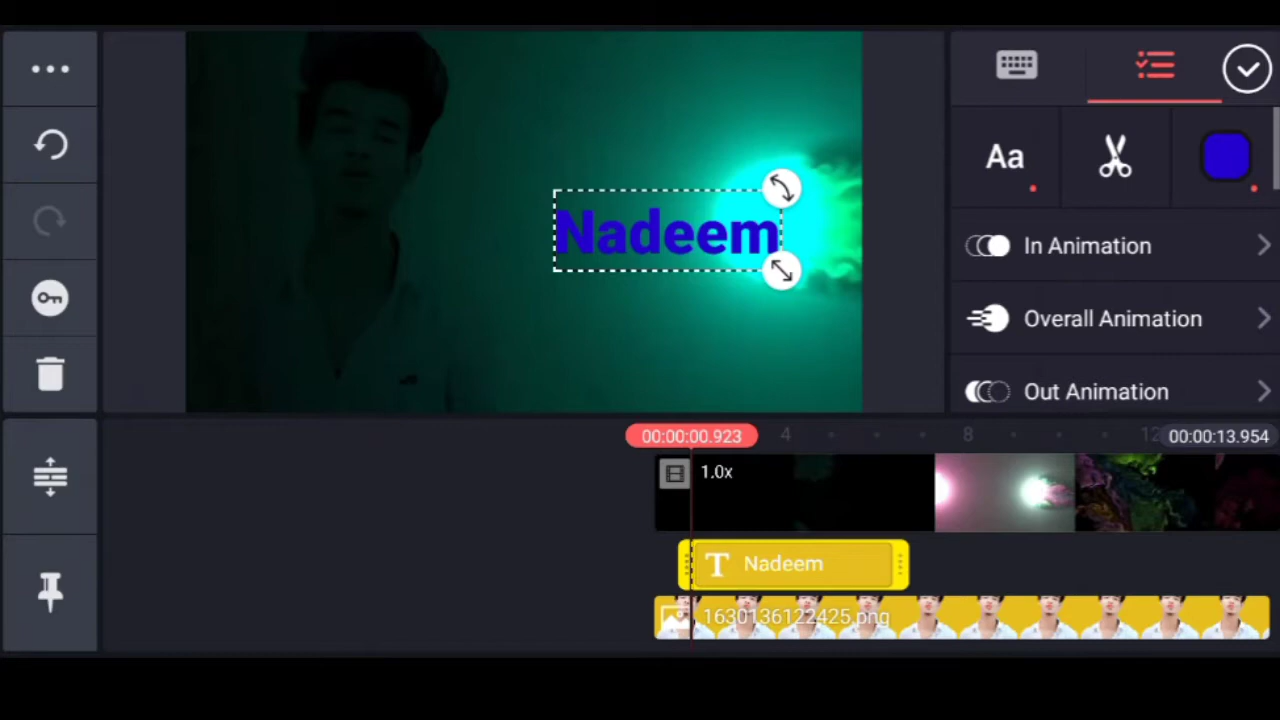 Aa
Nadeem
In Animation
Overall Animation
Out Animation
00:00:00.923
4
8
12
00:00:13.954
1.0x
T Nadeem
1630136122425.png